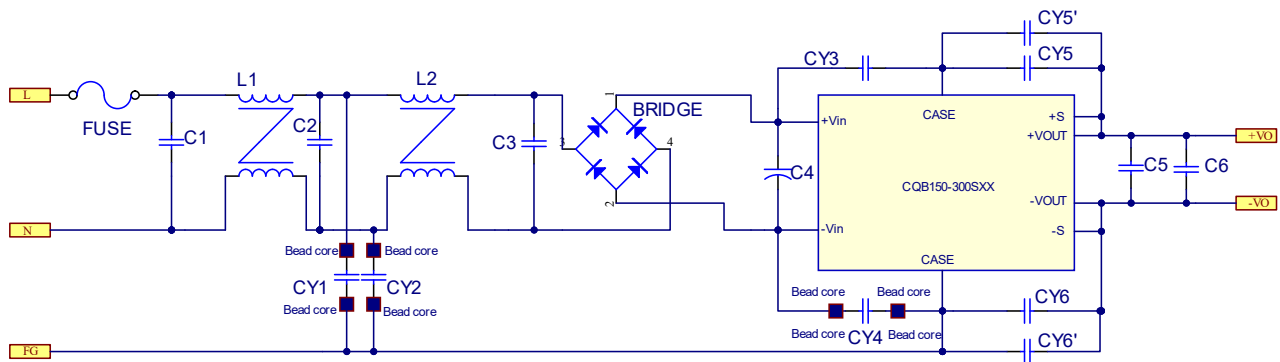 CY5'
CY3
CY5
L
FUSE
L1
L2
C1
C2
C3
1
BRIDGE
3
4
2
CASE
+Vin
+S
+VOUT
+VO
C4
CQB150-300SXX
C5
C6
N
-Vin
-VOUT
-VO
-S
CASE
Bead core
Bead core
CY1
CY2
Bead core
Bead core
Bead core
Bead core
Bead core
CY4
Bead core
CY6
FG
CY6'